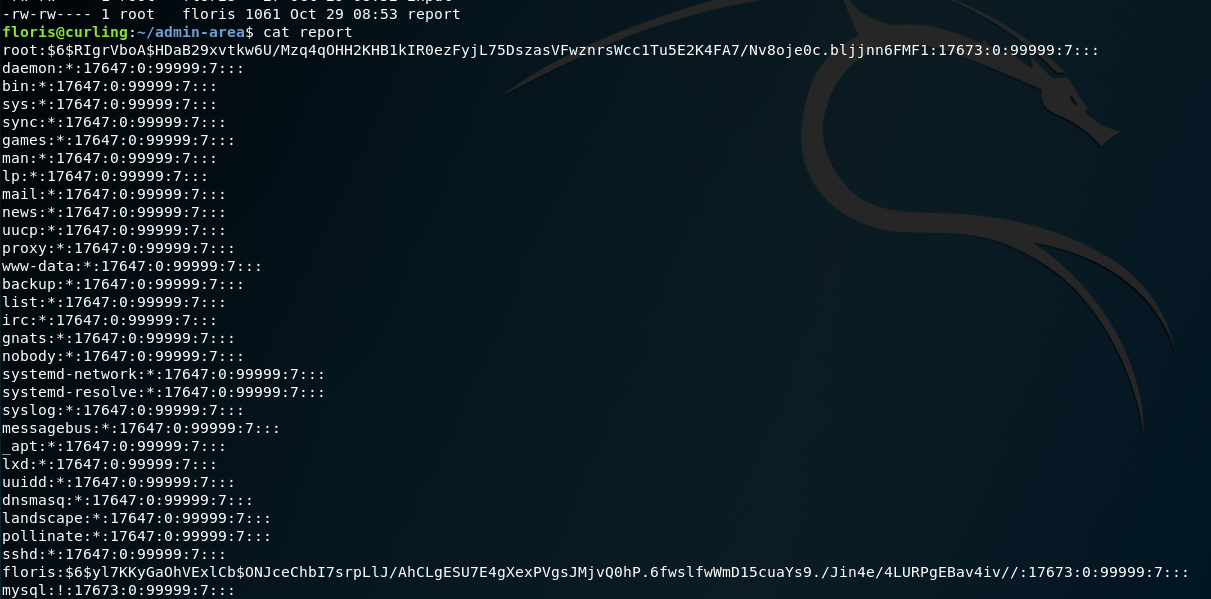 -rw-rw---- 1 root   floris 1061 Oct 29 08:53 report
floris@curling:~/admin-area$ cat report
root:$6$RIgrVboA$HDaB29xvtkw6U/Mzq4qOHH2KHB1kIR0ezFyjL75DszasVFwznrsWcc1Tu5E2K4FA7/Nv8oje0c.bljjnn6FMF1:17673:0:99999:7:::
daemon:*:17647:0:99999:7:::
bin:*:17647:0:99999:7:::
sys:*:17647:0:99999:7:::
sync:*:17647:0:99999:7:::
games:*:17647:0:99999:7:::
man:*:17647:0:99999:7:::
lp:*:17647:0:99999:7:::
mail:*:17647:0:99999:7:::
news:*:17647:0:99999:7:::
uucp:*:17647:0:99999:7:::
proxy:*:17647:0:99999:7:::
www-data:*:17647:0:99999:7:::
backup:*:17647:0:99999:7:::
list:*:17647:0:99999:7:::
irc:*:17647:0:99999:7:::
gnats:*:17647:0:99999:7:::
nobody:*:17647:0:99999:7:::
systemd-network:*:17647:0:99999:7:::
systemd-resolve:*:17647:0:99999:7:::
syslog:*:17647:0:99999:7:::
messagebus:*:17647:0:99999:7:::
_apt:*:17647:0:99999:7:::
lxd:*:17647:0:99999:7:::
uuidd:*:17647:0:99999:7:::
dnsmasq:*:17647:0:99999:7:::
landscape:*:17647:0:99999:7:::
pollinate:*:17647:0:99999:7:::
sshd:*:17647:0:99999:7:::
floris:$6$yl7KKyGaOhVExlCb$ONJceChbI7srpLlJ/AhCLgESU7E4gXexPVgsJMjvQ0hP.6fwslfwWmD15cuaYs9./Jin4e/4LURPgEBav4iv//:17673:0:99999:7:::
mysql:!:17673:0:99999:7:::